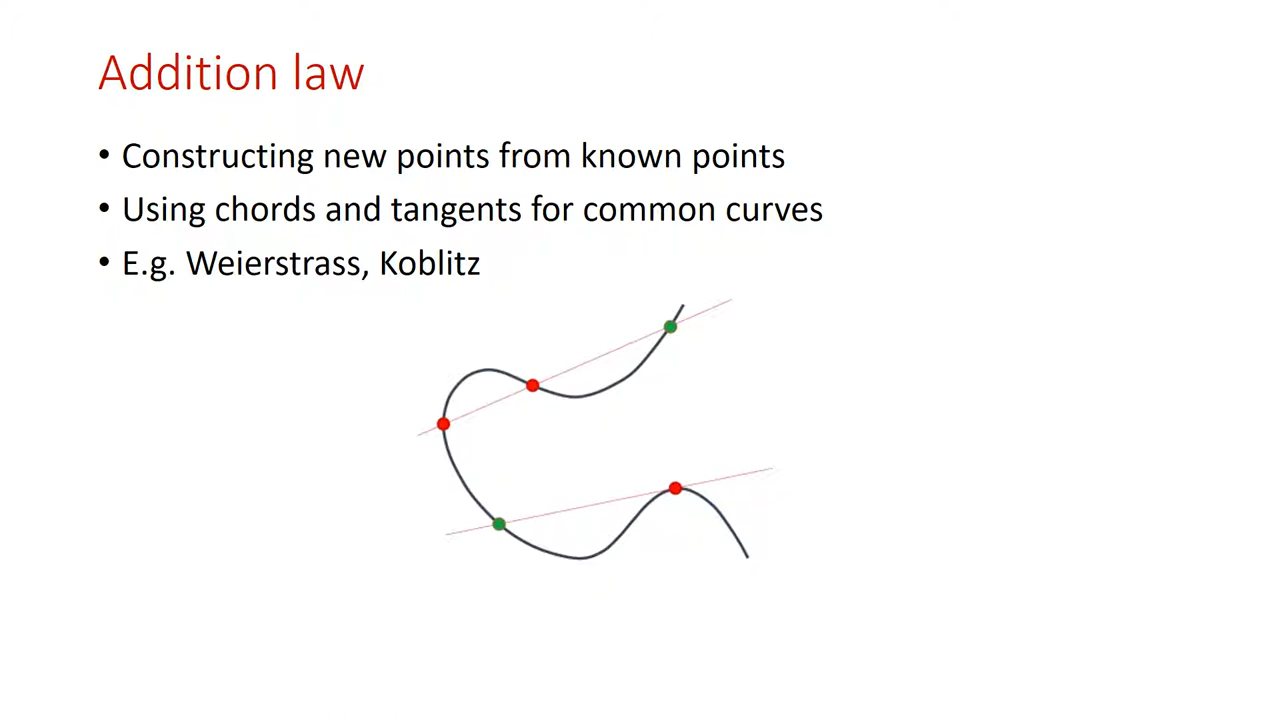 Addition law
• Constructing new points from known points
• Using chords and tangents for common curves
• E.g. Weierstrass, Koblitz